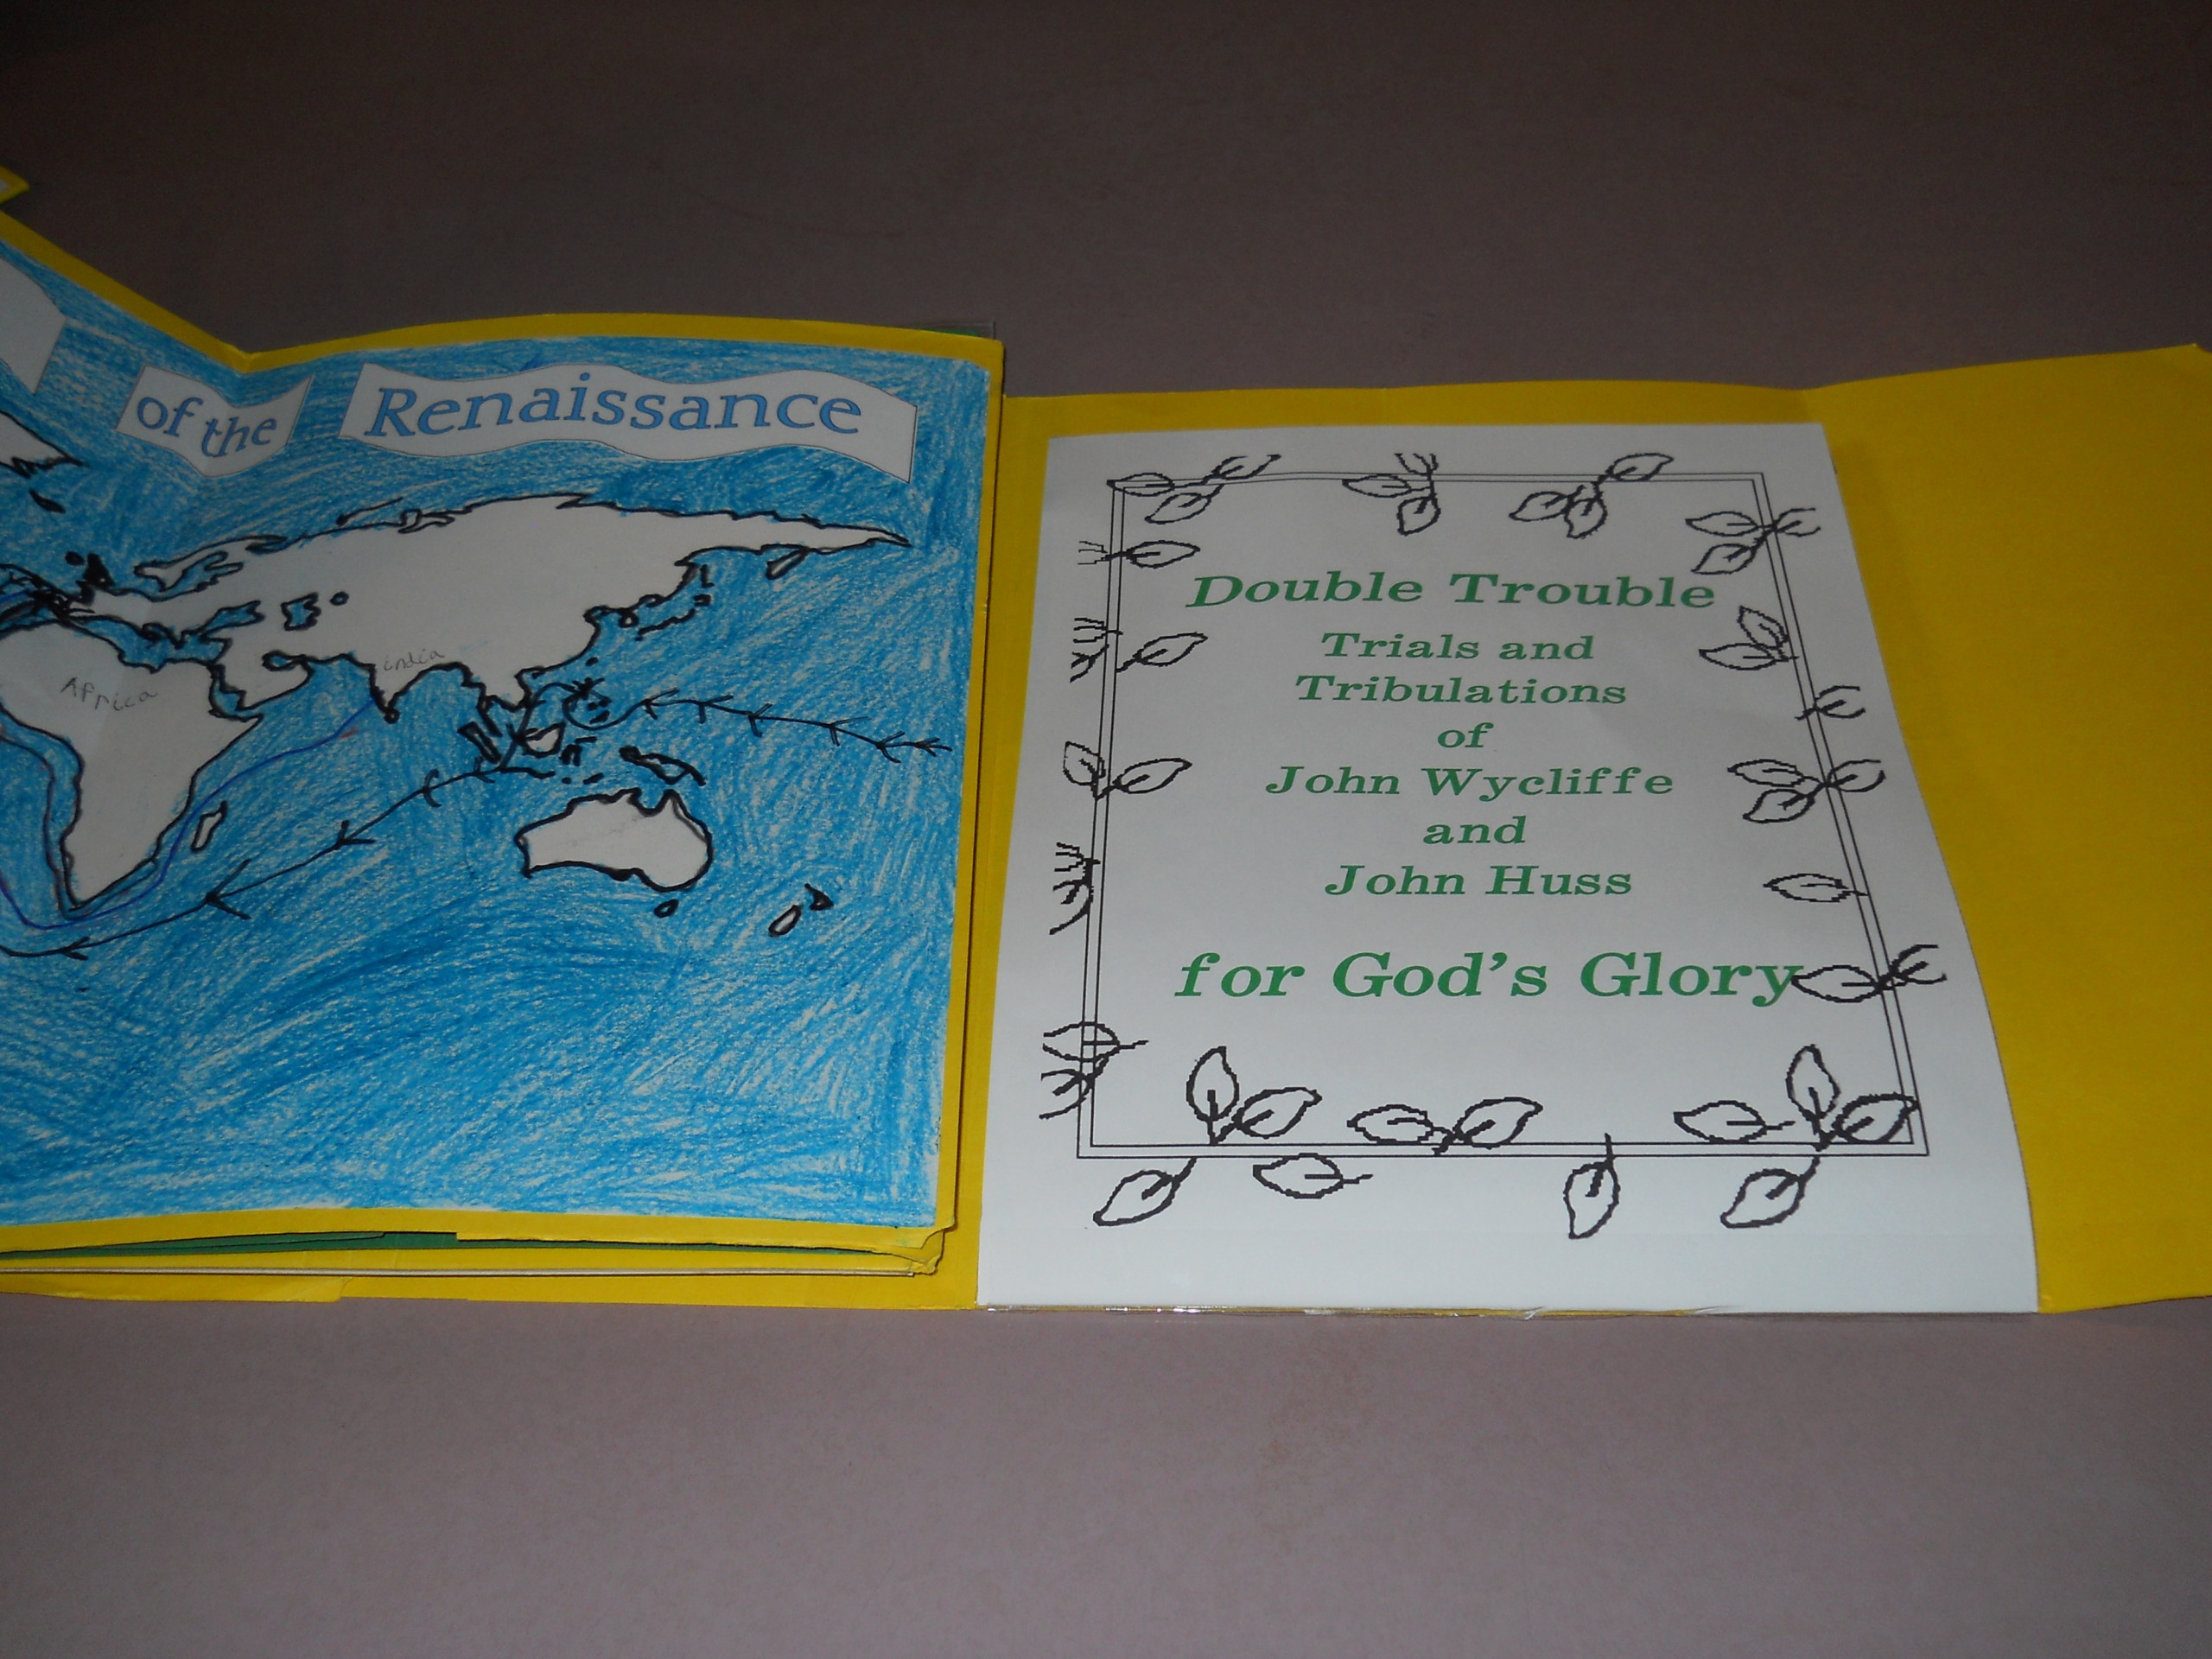 of the Renaissance
Africa
india
Double Trouble
Trials and
Tribulations
of
John Wycliffe
and
John Huss
for God's Glory